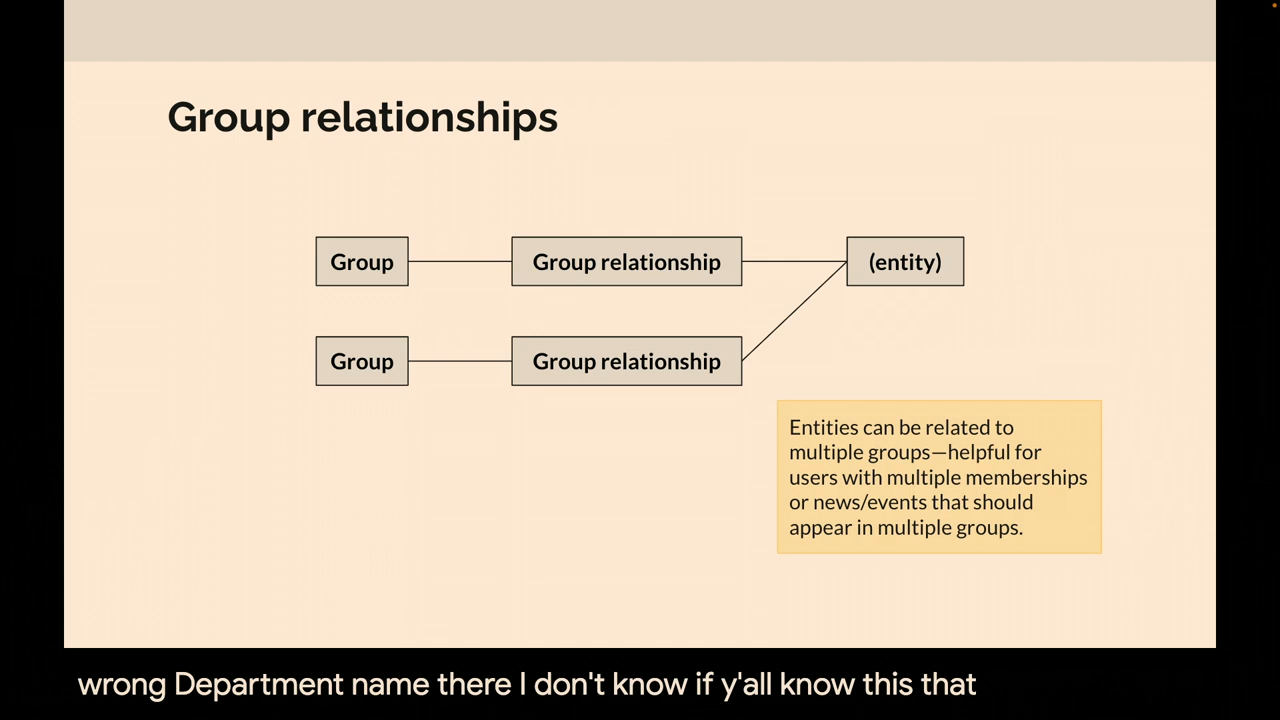 Group relationships
Group
Group relationship
(entity)
Group
Group relationship
Entities can be related to
multiple groups—helpful for
users with multiple memberships
or news/events that should
appear in multiple groups.
wrong Department name there I don't know if y'all know this that